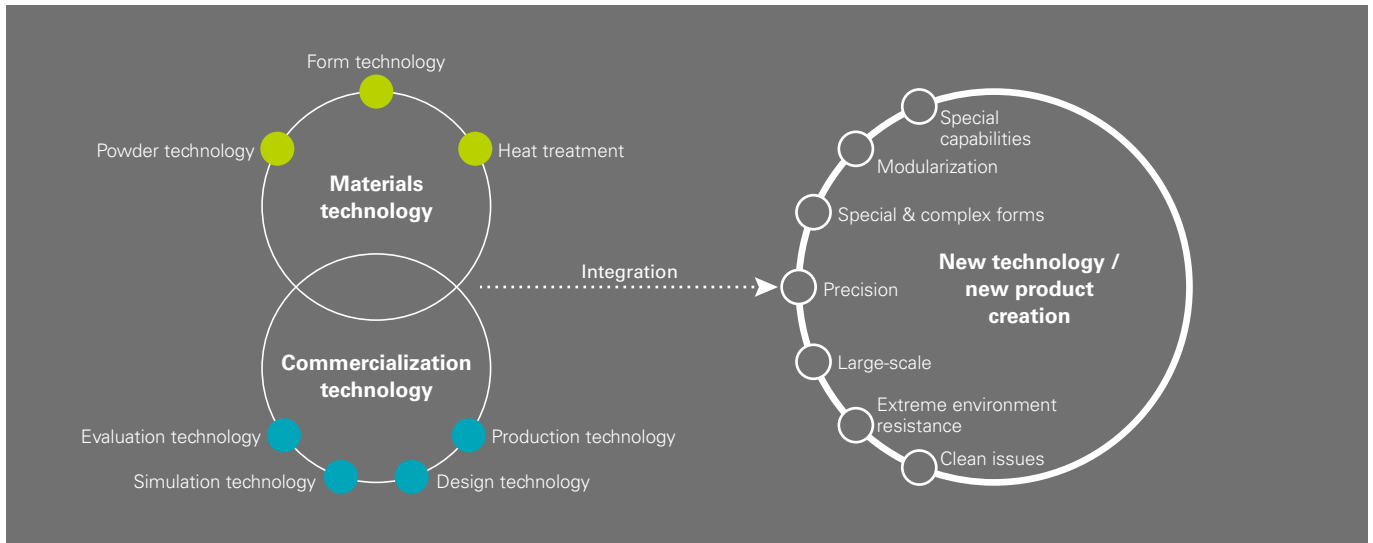 Form technology
Powder technology
Heat treatment
Materials
technology
Commercialization
technology
Evaluation technology
Production technology
Simulation technology
Design technology
Integration
Special
capabilities
Modularization
Special & complex forms
Precision
Large-scale
Extreme environment
resistance
Clean issues
New technology /
new product
creation